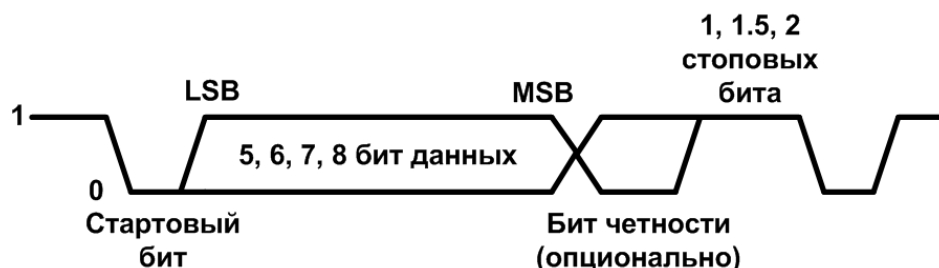 1, 1.5, 2
стоповых
бита
LSB
MSB
1
5, 6, 7, 8 бит данных
0
Стартовый
бит
Бит четности
(опционально)